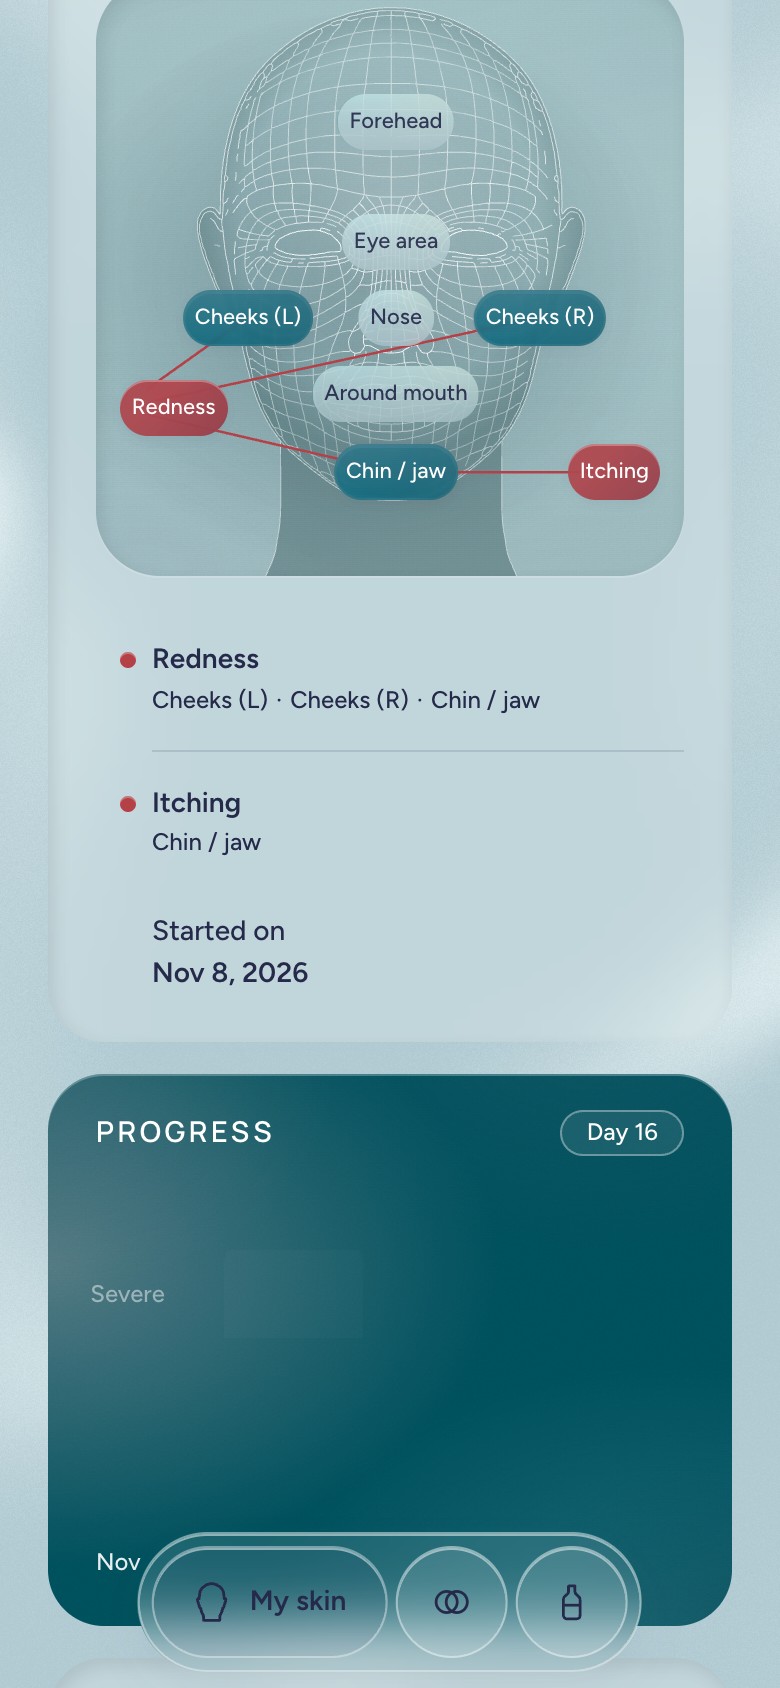 Forehead
Eye area
Cheeks (L)
Nose
Cheeks (R)
Around mouth
Redness
Chin / jaw
Itching
Redness
Cheeks (L) · Cheeks (R) · Chin / jaw
Itching
Chin / jaw
Started on
Nov 8, 2026
PROGRESS
Day 16
Severe
Nov
My skin